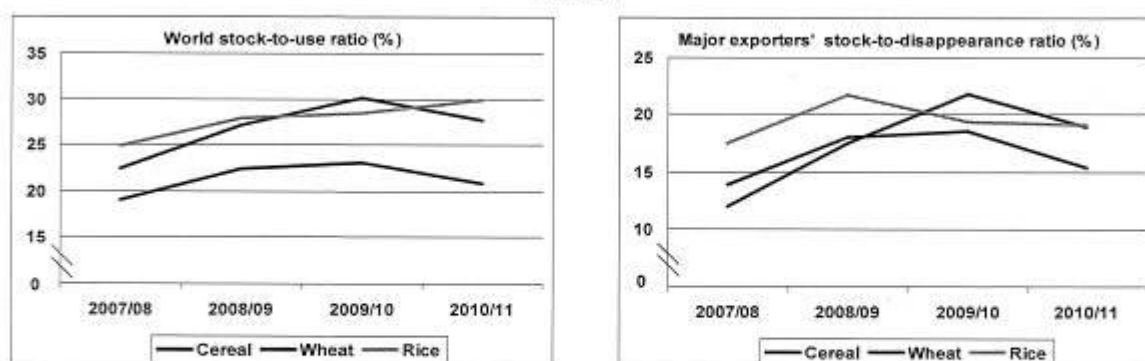 World stock-to-use ratio (%)
35
30
25
20
15
0
2007/08 2008/09 2009/10 2010/11
Cereal Wheat Rice
Major exporters' stock-to-disappearance ratio (%)
25
20
15
10
0
2007/08 2008/09 2009/10 2010/11
Cereal Wheat Rice